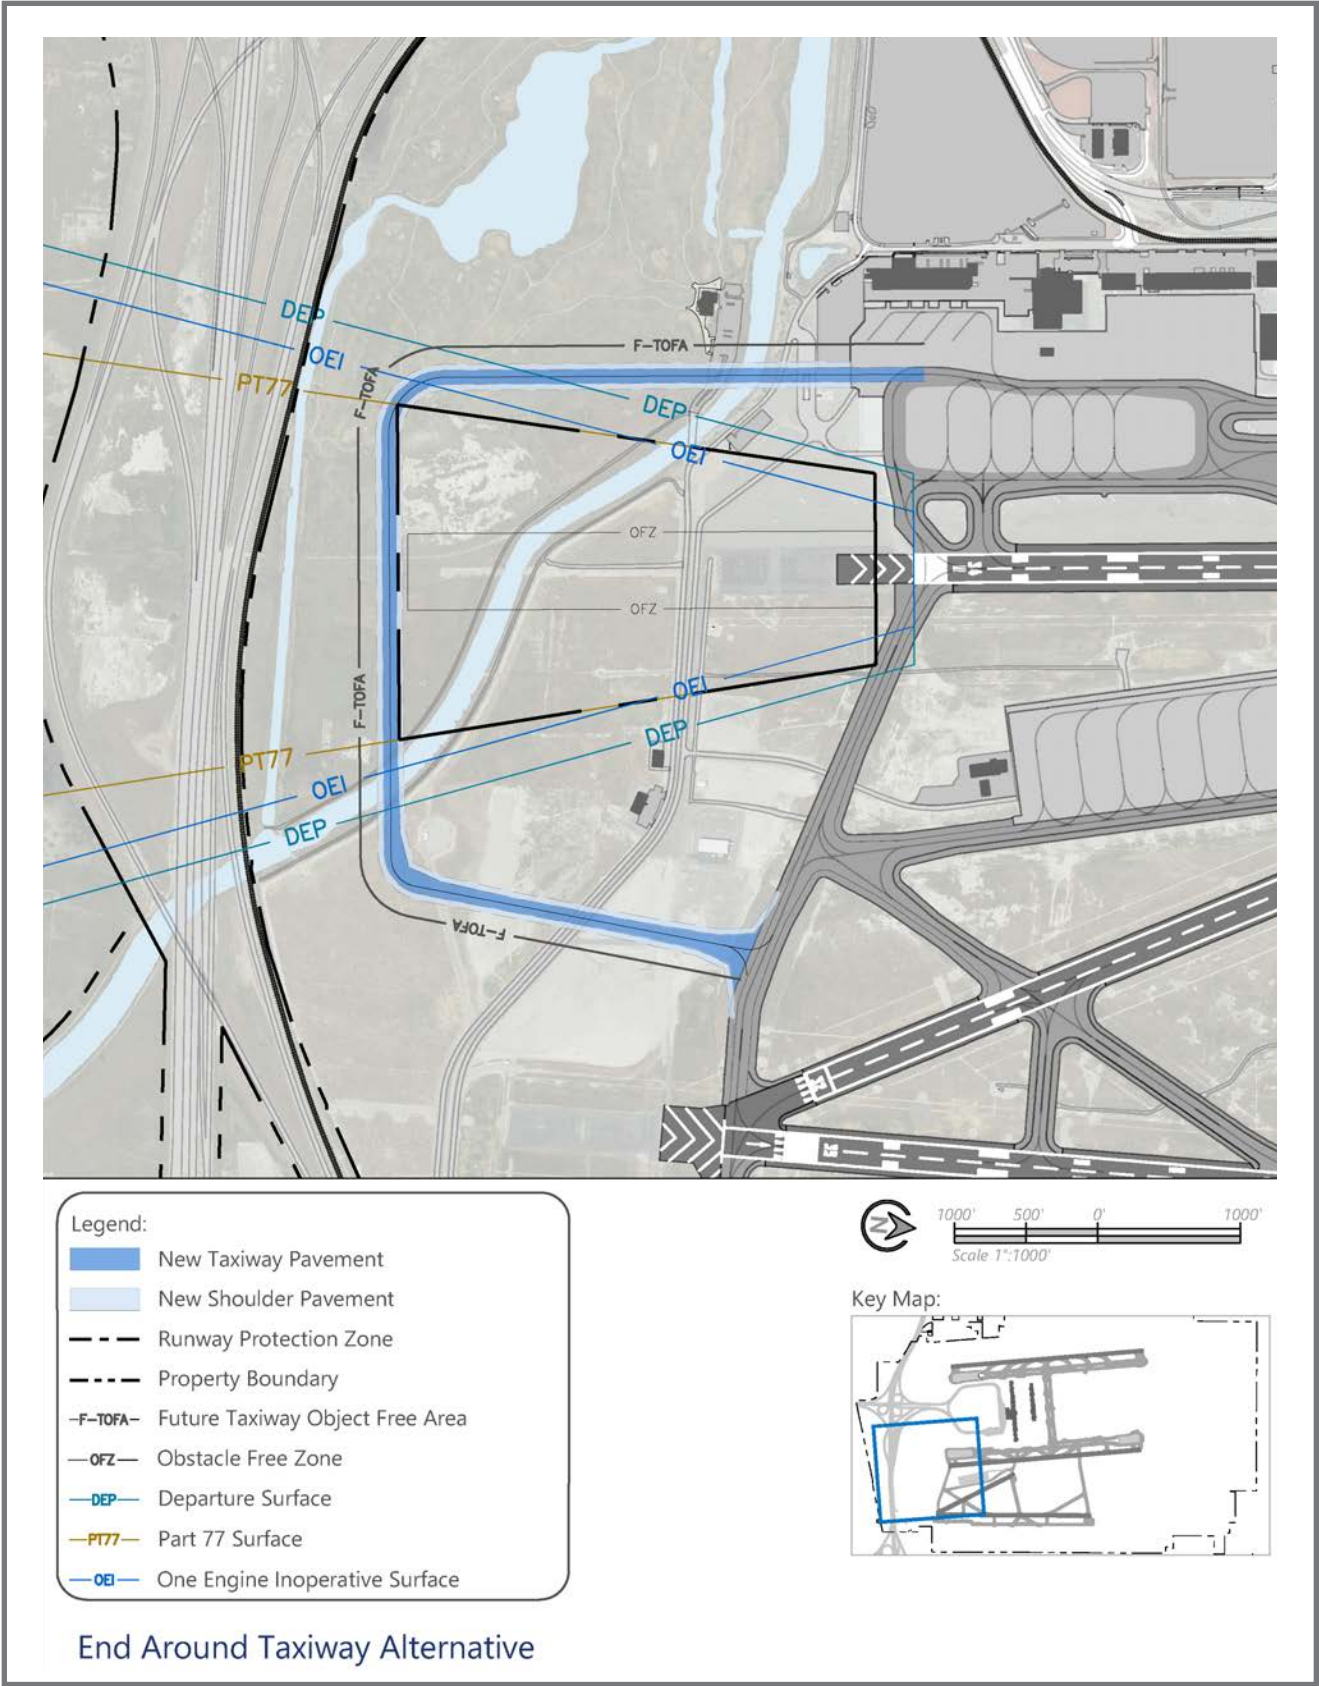 DEP
OEI
F-TOFA
PT77
F-TOFA
DEP
OEI
OFZ
OFZ
F-TOFA
OEI
DEP
PT77
OEI
DEP
F-TOFA
Legend:
New Taxiway Pavement
New Shoulder Pavement
Runway Protection Zone
Property Boundary
F-TOFA Future Taxiway Object Free Area
OFZ Obstacle Free Zone
DEP Departure Surface
PT77 Part 77 Surface
OEI One Engine Inoperative Surface
N
1000' 500' 0' 1000'
Scale 1":1000'
Key Map:
End Around Taxiway Alternative